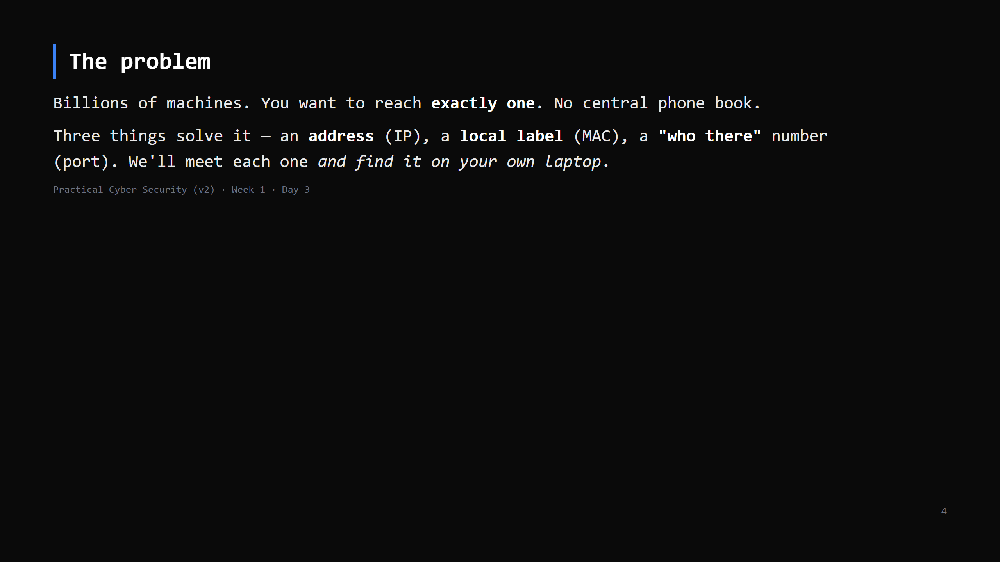 The problem
Billions of machines. You want to reach exactly one. No central phone book.
Three things solve it — an address (IP), a local label (MAC), a "who there" number
(port). We'll meet each one and find it on your own laptop.
Practical Cyber Security (v2) · Week 1 · Day 3
4